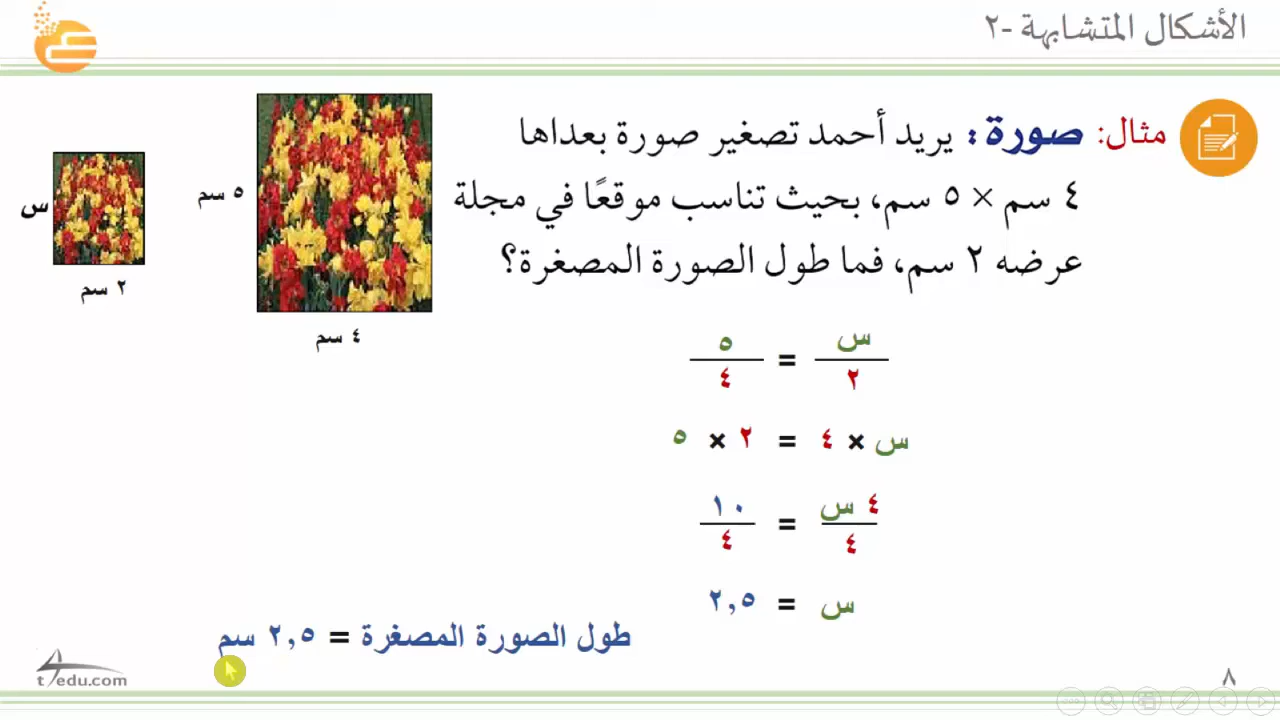 الأشكال المتشابهة -٢
مثال: صورة : يريد أحمد تصغير صورة بعداها
٤ سم × ٥ سم، بحيث تناسب موقعًا في مجلة
عرضه ٢ سم، فما طول الصورة المصغرة؟
٥ سم
٤ سم
س
٢ سم
س/٢ = ٥/٤
س × ٤ = ٢ × ٥
٤ س/٤ = ١٠/٤
س = ٢,٥
طول الصورة المصغرة = ٢,٥ سم
t4edu.com
٨